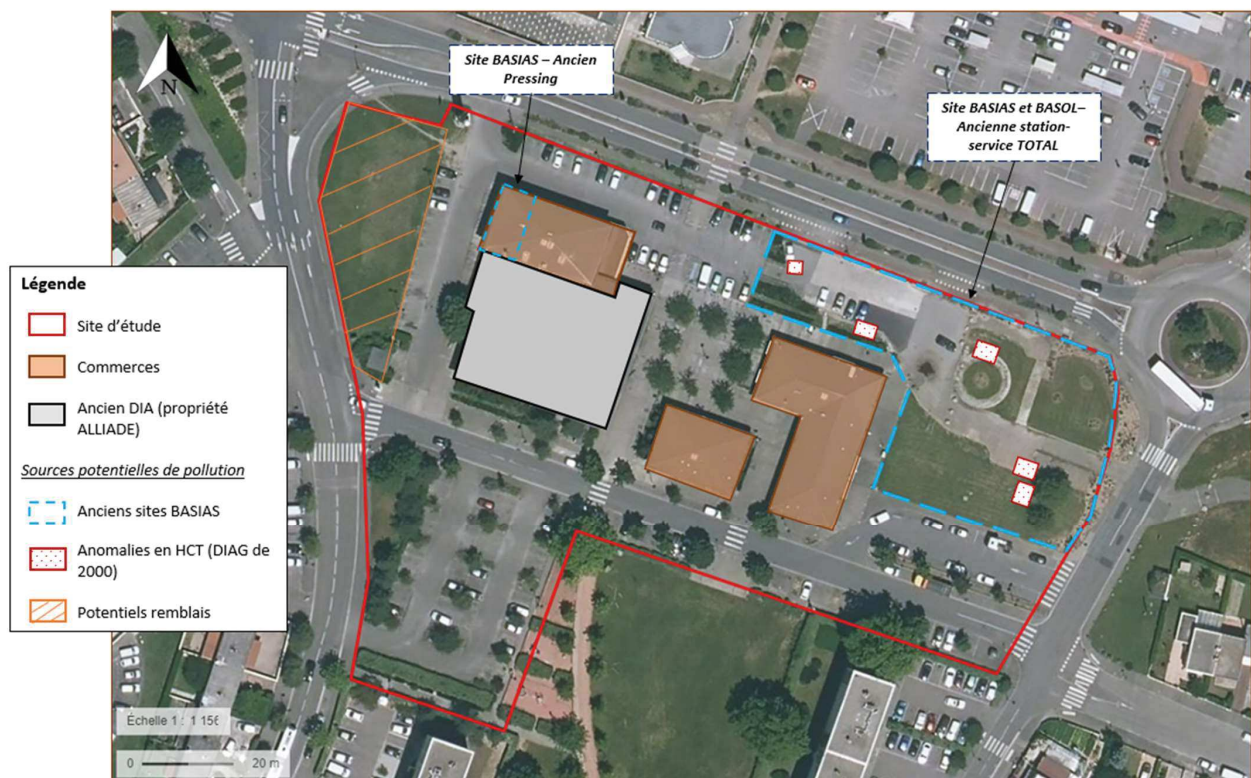 Site BASIAS – Ancien
Pressing
Site BASIAS et BASOL–
Ancienne station-
service TOTAL
N
Légende
Site d'étude
Commerces
Ancien DIA (propriété
ALLIADE)
Sources potentielles de pollution
Anciens sites BASIAS
Anomalies en HCT (DIAG de
2000)
Potentiels remblais
Échelle 1 : 1 156
0 20 m